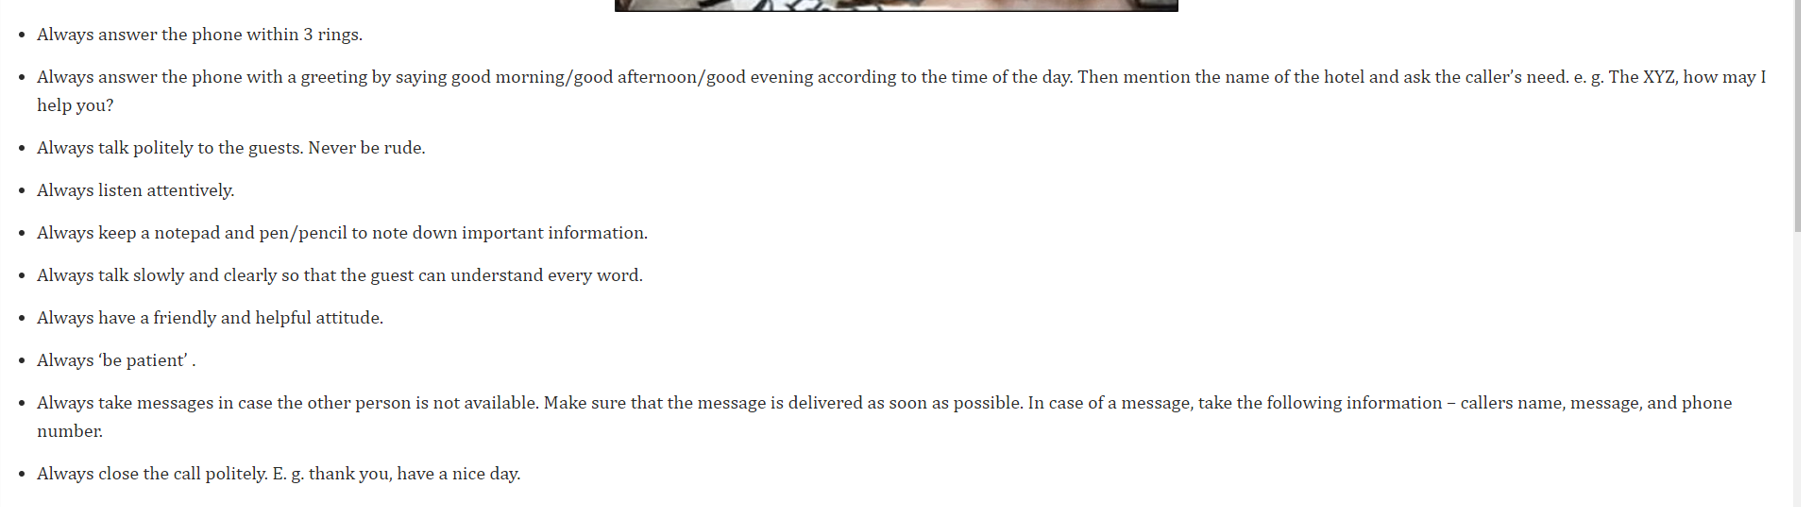 • Always answer the phone within 3 rings.
• Always answer the phone with a greeting by saying good morning/good afternoon/good evening according to the time of the day. Then mention the name of the hotel and ask the caller’s need. e. g. The XYZ, how may I
help you?
• Always talk politely to the guests. Never be rude.
• Always listen attentively.
• Always keep a notepad and pen/pencil to note down important information.
• Always talk slowly and clearly so that the guest can understand every word.
• Always have a friendly and helpful attitude.
• Always ‘be patient’ .
• Always take messages in case the other person is not available. Make sure that the message is delivered as soon as possible. In case of a message, take the following information – callers name, message, and phone
number.
• Always close the call politely. E. g. thank you, have a nice day.